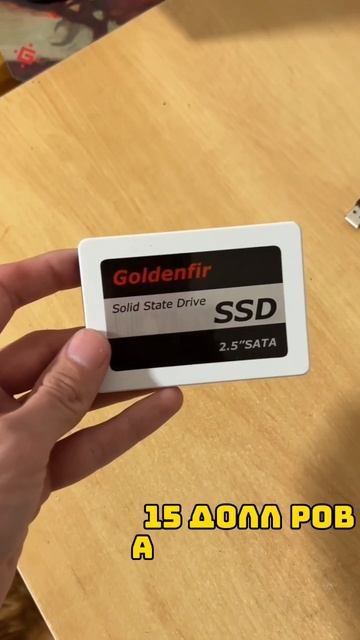 Goldenfir
Solid State Drive
SSD
2.5"SATA
15 ДОЛЛ РОВ
А